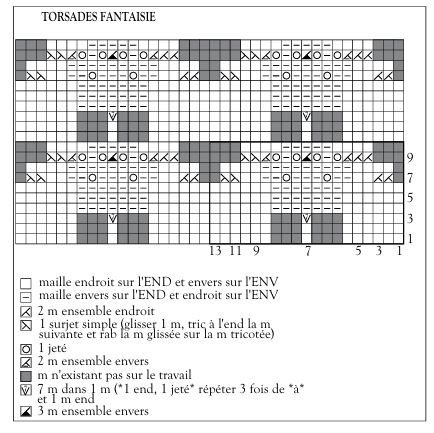 TORSADES FANTAISIE
9
7
5
3
1
13 11 9 7 5 3 1
maille endroit sur l'END et envers sur l'ENV
maille envers sur l'END et endroit sur l'ENV
2 m ensemble endroit
1 surjet simple (glisser 1 m, tric à l'end la m
suivante et rab la m glissée sur la m tricotée)
1 jeté
2 m ensemble envers
m n'existant pas sur le travail
7 m dans 1 m (*1 end, 1 jeté* répéter 3 fois de *à*
et 1 m end
3 m ensemble envers